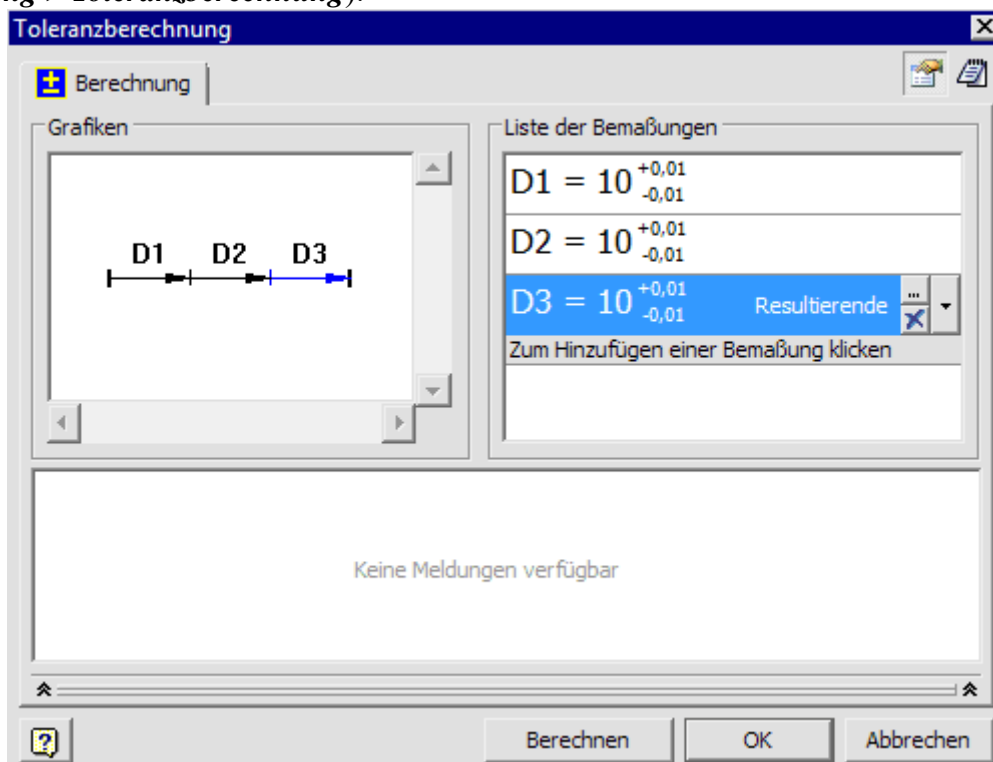 Toleranzberechnung
Berechnung
Grafiken
D1 D2 D3
Liste der Bemaßungen
D1 = 10 +0,01 -0,01
D2 = 10 +0,01 -0,01
D3 = 10 +0,01 -0,01 Resultierende ...
Zum Hinzufügen einer Bemaßung klicken
Keine Meldungen verfügbar
Berechnen OK Abbrechen